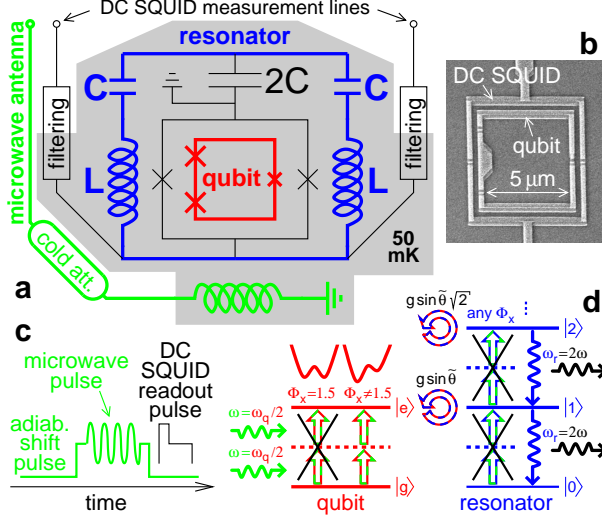 DC SQUID measurement lines
resonator
microwave antenna
filtering
C
2C
C
L
qubit
L
filtering
50
mK
cold att.
a
b
DC SQUID
qubit
5 μm
c
microwave
pulse
DC
SQUID
readout
pulse
adiab.
shift
pulse
time
Φx=1.5 Φx≠1.5
ω=ωq/2
ω=ωq/2
|e⟩
|g⟩
qubit
d
g sin θ̃ √2
any Φx
⋮
|2⟩
ωr=2ω
g sin θ̃
|1⟩
ωr=2ω
|0⟩
resonator